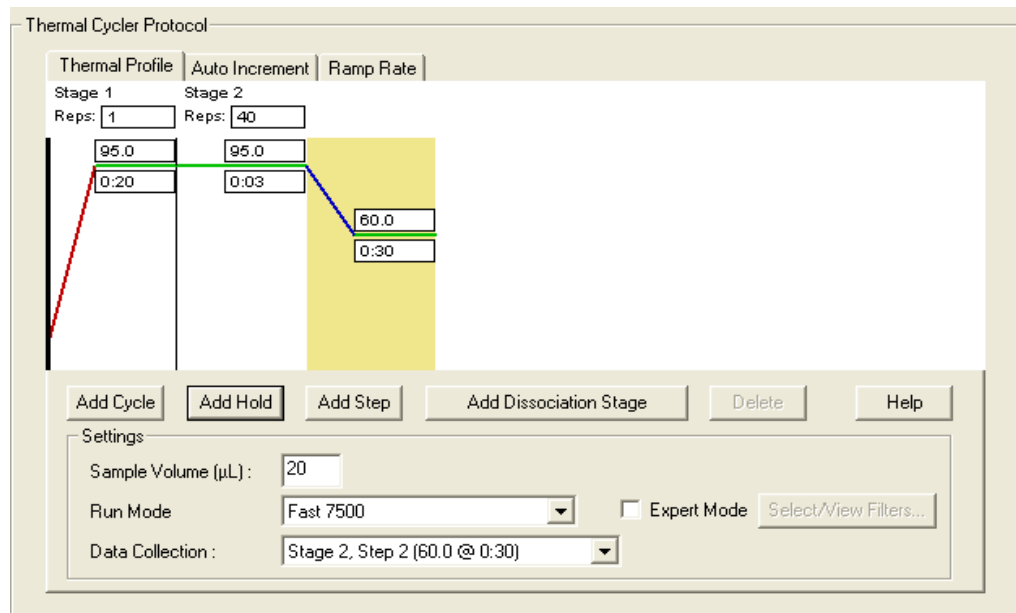 Thermal Cycler Protocol
Thermal Profile Auto Increment Ramp Rate
Stage 1 Stage 2
Reps: 1 Reps: 40
95.0 95.0
0:20 0:03
60.0
0:30
Add Cycle Add Hold Add Step Add Dissociation Stage Delete Help
Settings
Sample Volume (µL) : 20
Run Mode Fast 7500 Expert Mode Select/View Filters...
Data Collection : Stage 2, Step 2 (60.0 @ 0:30)